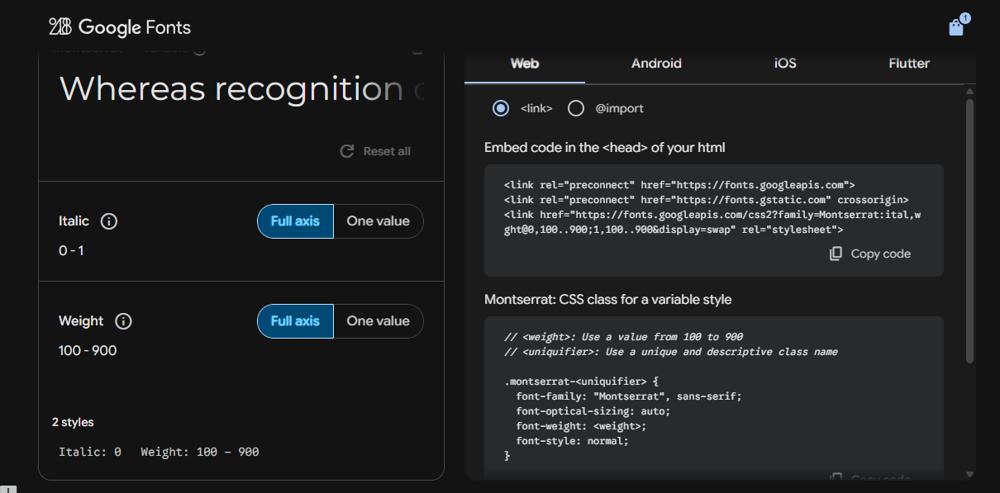 Google Fonts
1
Whereas recognition
Reset all
Italic
Full axis
One value
0 - 1
Weight
Full axis
One value
100 - 900
2 styles
Italic: 0 Weight: 100 – 900
Web
Android
iOS
Flutter
<link>
@import
Embed code in the <head> of your html
<link rel="preconnect" href="https://fonts.googleapis.com">
<link rel="preconnect" href="https://fonts.gstatic.com" crossorigin>
<link href="https://fonts.googleapis.com/css2?family=Montserrat:ital,w
ght@0,100..900;1,100..900&display=swap" rel="stylesheet">
Copy code
Montserrat: CSS class for a variable style
// <weight>: Use a value from 100 to 900
// <uniquifier>: Use a unique and descriptive class name
.montserrat-<uniquifier> {
font-family: "Montserrat", sans-serif;
font-optical-sizing: auto;
font-weight: <weight>;
font-style: normal;
}
Copy code